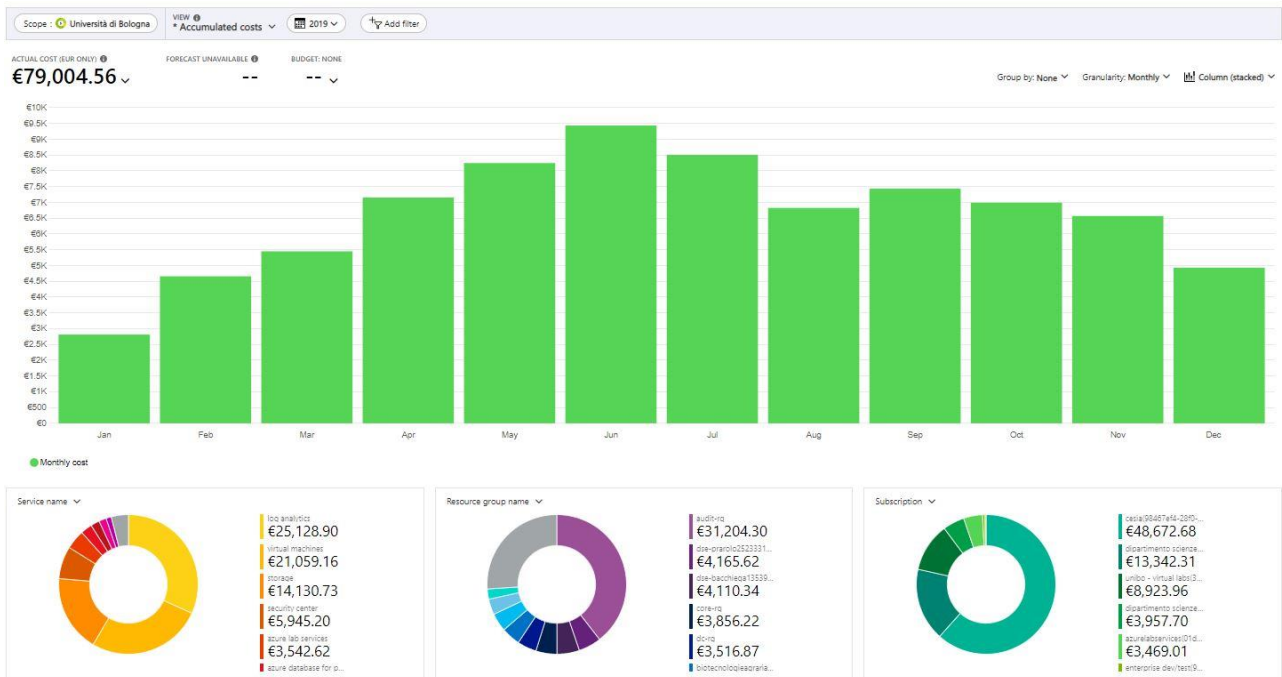 Scope : Università di Bologna
VIEW
* Accumulated costs
2019
Add filter
ACTUAL COST (EUR ONLY)
€79,004.56
FORECAST UNAVAILABLE
--
BUDGET: NONE
--
Group by: None
Granularity: Monthly
Column (stacked)
€10K
€9.5K
€9K
€8.5K
€8K
€7.5K
€7K
€6.5K
€6K
€5.5K
€5K
€4.5K
€4K
€3.5K
€3K
€2.5K
€2K
€1.5K
€1K
€500
€0
Jan Feb Mar Apr May Jun Jul Aug Sep Oct Nov Dec
Monthly cost
Service name
log analytics
€25,128.90
virtual machines
€21,059.16
storage
€14,130.73
security center
€5,945.20
azure lab services
€3,542.62
azure database for p...
Resource group name
audit-rg
€31,204.30
dse-prarolo2523331...
€4,165.62
dse-bacchiega13539...
€4,110.34
core-rg
€3,856.22
dc-rg
€3,516.87
biotecnologieagraria...
Subscription
cesia(98467ef4-28f0-...
€48,672.68
dipartimento scienze...
€13,342.31
unibo - virtual labs(3...
€8,923.96
dipartimento scienze...
€3,957.70
azurelabservices(01d...
€3,469.01
enterprise dev/test(9...